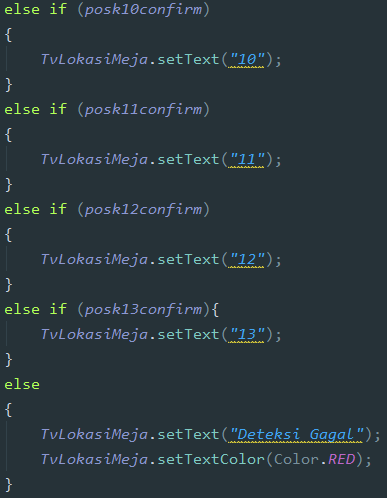 else if (posk10confirm)
{
    TvLokasiMeja.setText("10");
}
else if (posk11confirm)
{
    TvLokasiMeja.setText("11");
}
else if (posk12confirm)
{
    TvLokasiMeja.setText("12");
}
else if (posk13confirm){
    TvLokasiMeja.setText("13");
}
else
{
    TvLokasiMeja.setText("Deteksi Gagal");
    TvLokasiMeja.setTextColor(Color.RED);
}